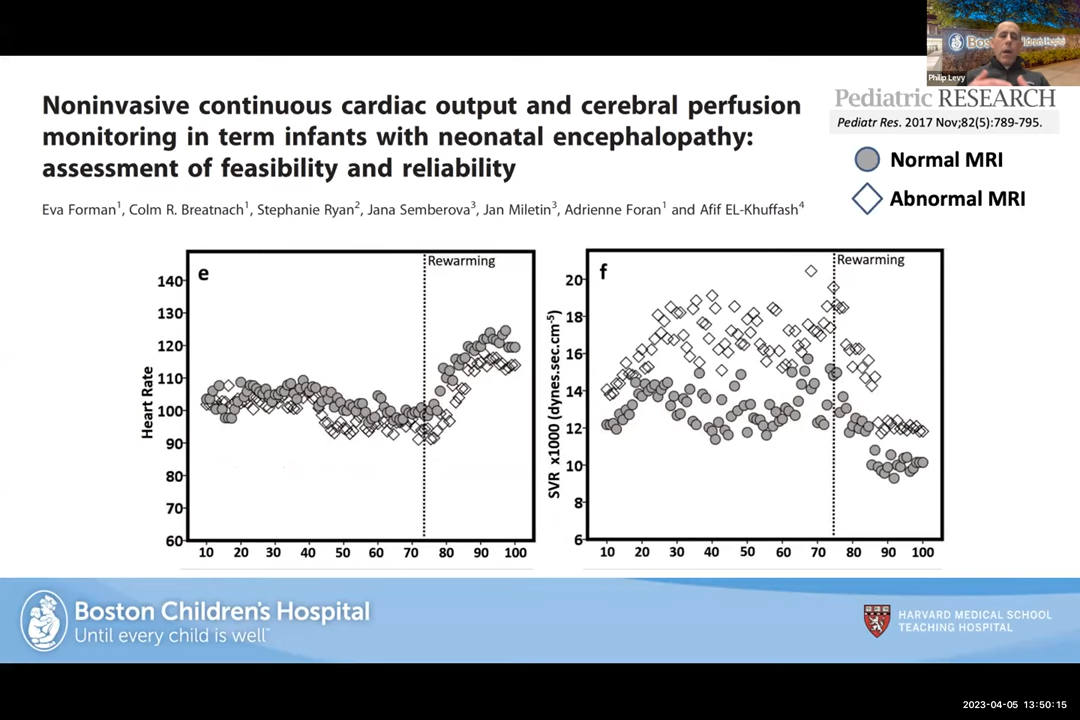 Boston Children's Hospital
Philip Levy
Noninvasive continuous cardiac output and cerebral perfusion
monitoring in term infants with neonatal encephalopathy:
assessment of feasibility and reliability
Eva Forman1, Colm R. Breatnach1, Stephanie Ryan2, Jana Semberova3, Jan Miletin3, Adrienne Foran1 and Afif EL-Khuffash4
Pediatric RESEARCH
Pediatr Res. 2017 Nov;82(5):789-795.
Normal MRI
Abnormal MRI
e
Rewarming
Heart Rate
140
130
120
110
100
90
80
70
60
10 20 30 40 50 60 70 80 90 100
f
Rewarming
SVR x1000 (dynes.sec.cm-5)
20
18
16
14
12
10
8
6
10 20 30 40 50 60 70 80 90 100
Boston Children's Hospital
Until every child is well™
HARVARD MEDICAL SCHOOL
TEACHING HOSPITAL
2023-04-05 13:50:15